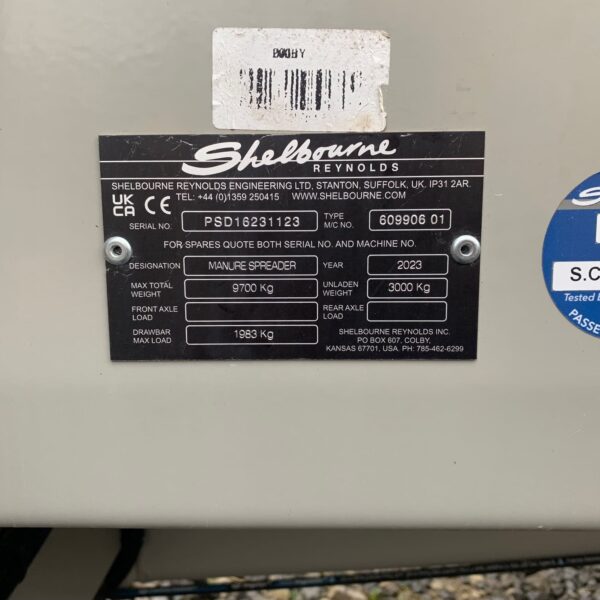 Shelbourne
REYNOLDS
SHELBOURNE REYNOLDS ENGINEERING LTD, STANTON, SUFFOLK, UK. IP31 2AR.
TEL: +44 (0)1359 250415 WWW.SHELBOURNE.COM
UK CA CE
SERIAL NO. PSD16231123 TYPE M/C NO. 609906 01
FOR SPARES QUOTE BOTH SERIAL NO. AND MACHINE NO.
DESIGNATION MANURE SPREADER YEAR 2023
MAX TOTAL WEIGHT 9700 Kg UNLADEN WEIGHT 3000 Kg
FRONT AXLE LOAD REAR AXLE LOAD
DRAWBAR MAX LOAD 1983 Kg
SHELBOURNE REYNOLDS INC.
PO BOX 607. COLBY.
KANSAS 67701. USA. PH: 785-462-6299
S.C
Tested
PASSE